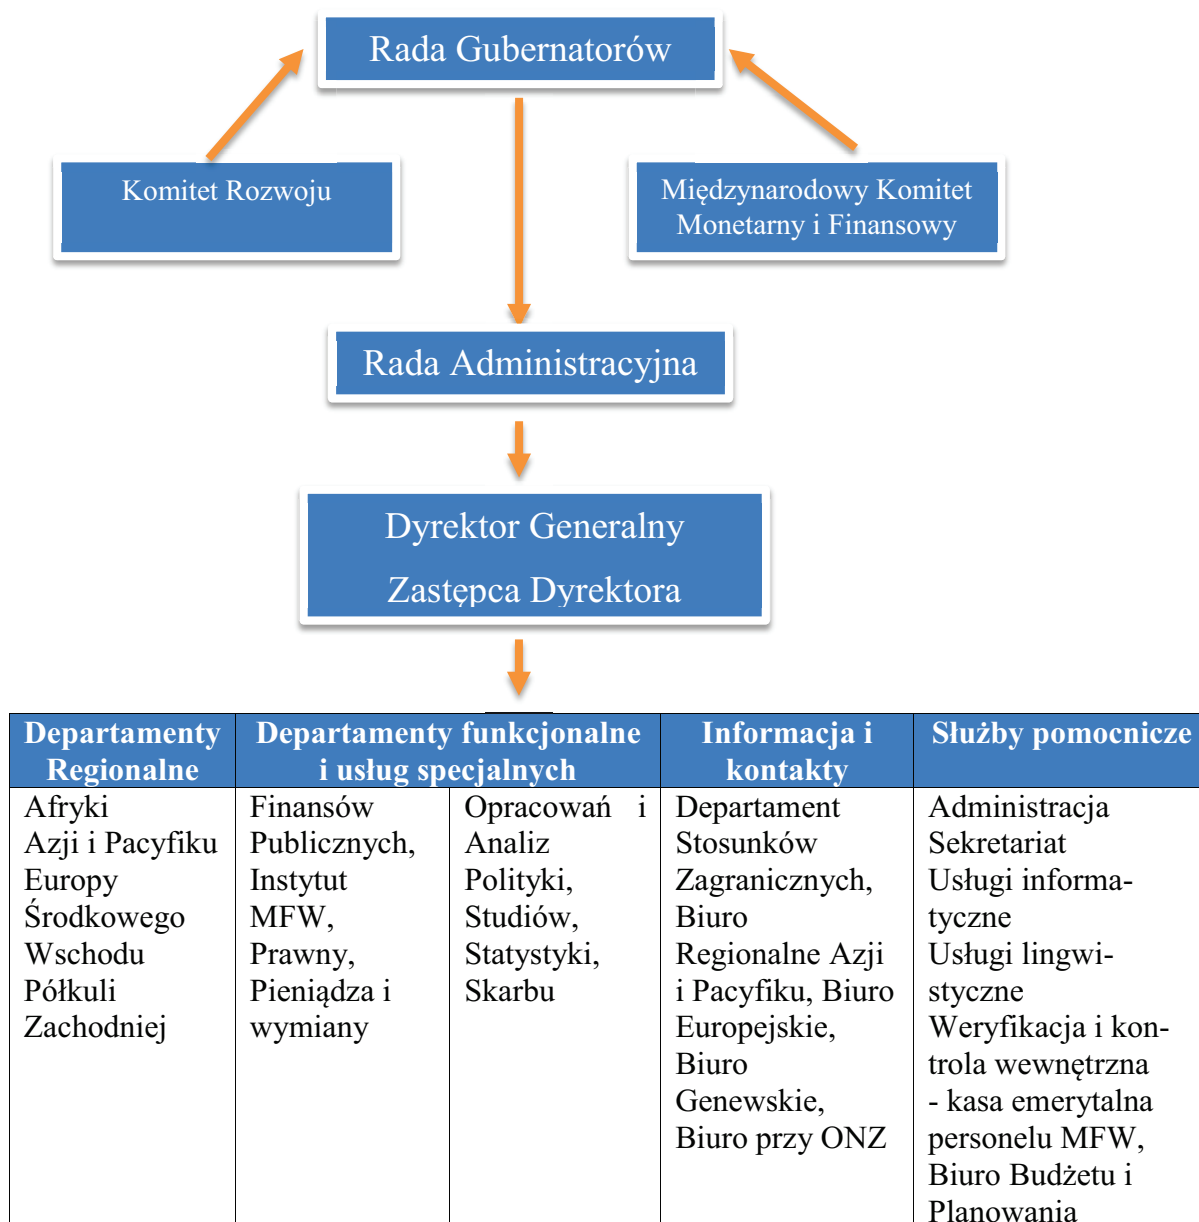 Rada Gubernatorów
Komitet Rozwoju
Międzynarodowy Komitet
Monetarny i Finansowy
Rada Administracyjna
Dyrektor Generalny
Zastępca Dyrektora
Departamenty
Regionalne
Departamenty funkcjonalne
i usług specjalnych
Informacja i
kontakty
Służby pomocnicze
Afryki
Azji i Pacyfiku
Europy
Środkowego
Wschodu
Półkuli
Zachodniej
Finansów
Publicznych,
Instytut
MFW,
Prawny,
Pieniądza i
wymiany
Opracowań i
Analiz
Polityki,
Studiów,
Statystyki,
Skarbu
Departament
Stosunków
Zagranicznych,
Biuro
Regionalne Azji
i Pacyfiku, Biuro
Europejskie,
Biuro
Genewskie,
Biuro przy ONZ
Administracja
Sekretariat
Usługi informa-
tyczne
Usługi lingwi-
styczne
Weryfikacja i kon-
trola wewnętrzna
- kasa emerytalna
personelu MFW,
Biuro Budżetu i
Planowania